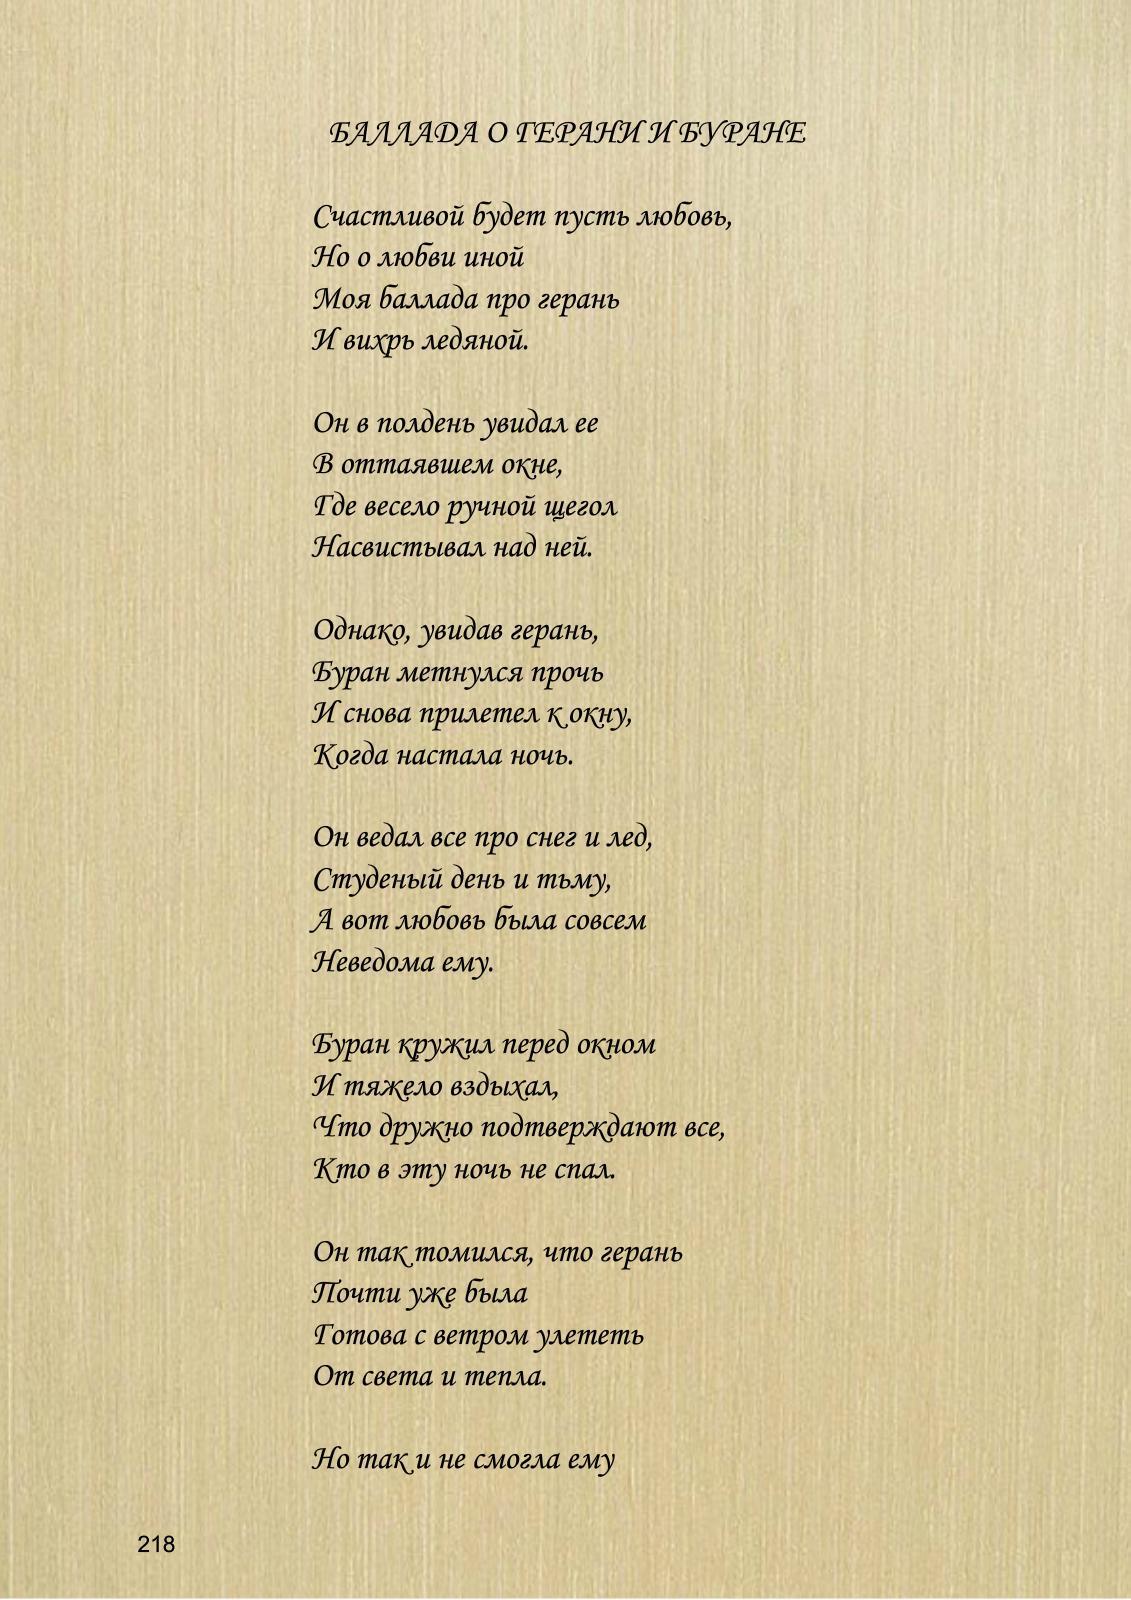 БАЛЛАДА О ГЕРАНИ И БУРАНЕ
Счастливой будет пусть любовь,
Но о любви иной
Моя баллада про герань
И вихрь ледяной.
Он в полдень увидал ее
В оттаявшем окне,
Где весело ручной щегол
Насвистывал над ней.
Однако, увидав герань,
Буран метнулся прочь
И снова прилетел к окну,
Когда настала ночь.
Он ведал все про снег и лед,
Студеный день и тьму,
А вот любовь была совсем
Неведома ему.
Буран кружил перед окном
И тяжело вздыхал,
Что дружно подтверждают все,
Кто в эту ночь не спал.
Он так томился, что герань
Почти уже была
Готова с ветром улететь
От света и тепла.
Но так и не смогла ему
218